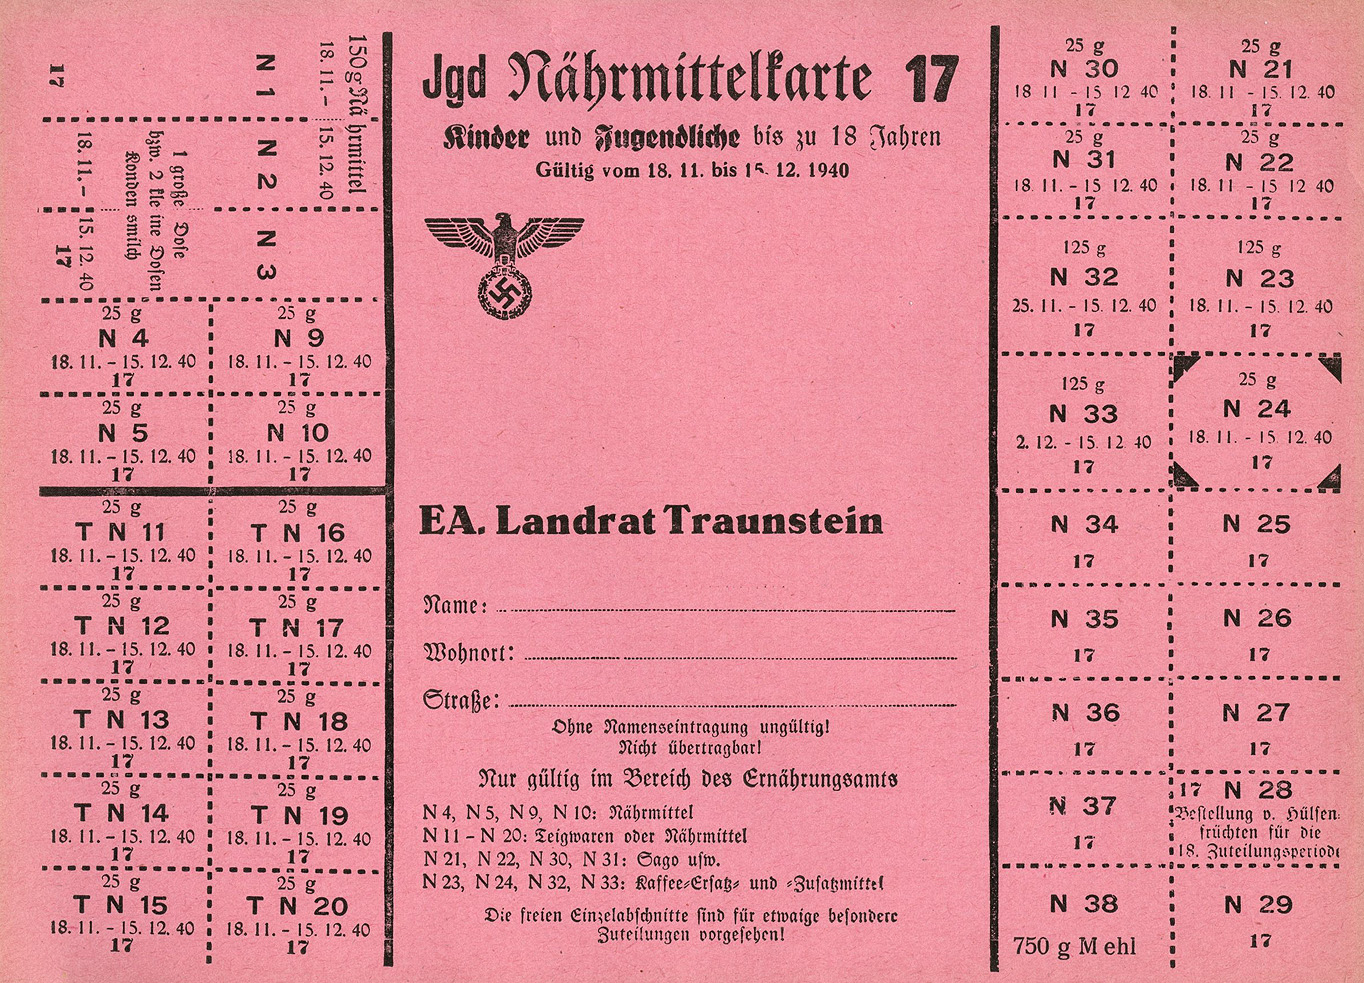 17
N 1
18. 11. –
150 g Nährmittel
N 2
15. 12. 40
18. 11. –
1 große Dose
bzw. 2 kleine Dosen
Kondensmilch
N 3
15. 12. 40
17
25 g
N 4
18. 11. – 15. 12. 40
17
25 g
N 9
18. 11. – 15. 12. 40
17
25 g
N 5
18. 11. – 15. 12. 40
17
25 g
N 10
18. 11. – 15. 12. 40
17
25 g
T N 11
18. 11. – 15. 12. 40
17
25 g
T N 16
18. 11. – 15. 12. 40
17
25 g
T N 12
18. 11. – 15. 12. 40
17
25 g
T N 17
18. 11. – 15. 12. 40
17
25 g
T N 13
18. 11. – 15. 12. 40
17
25 g
T N 18
18. 11. – 15. 12. 40
17
25 g
T N 14
18. 11. – 15. 12. 40
17
25 g
T N 19
18. 11. – 15. 12. 40
17
25 g
T N 15
18. 11. – 15. 12. 40
17
25 g
T N 20
18. 11. – 15. 12. 40
17
Jgd Nährmittelkarte 17
Kinder und Jugendliche bis zu 18 Jahren
Gültig vom 18. 11. bis 15. 12. 1940
EA. Landrat Traunstein
Name:
Wohnort:
Straße:
Ohne Namenseintragung ungültig!
Nicht übertragbar!
Nur gültig im Bereich des Ernährungsamts
N 4, N 5, N 9, N 10: Nährmittel
N 11 – N 20: Teigwaren oder Nährmittel
N 21, N 22, N 30, N 31: Sago usw.
N 23, N 24, N 32, N 33: Kaffee-Ersatz- und -Zusatzmittel
Die freien Einzelabschnitte sind für etwaige besondere
Zuteilungen vorgesehen!
25 g
N 30
18 11 – 15 12 40
17
25 g
N 21
18. 11 – 15. 12. 40
17
25 g
N 31
18. 11. – 15 12. 40
17
25 g
N 22
18. 11 – 15. 12. 40
17
125 g
N 32
25. 11. – 15. 12. 40
17
125 g
N 23
18. 11. – 15. 12. 40
17
125 g
N 33
2. 12. – 15. 12 40
17
25 g
N 24
18. 11. – 15 12. 40
17
N 34
17
N 25
17
N 35
17
N 26
17
N 36
17
N 27
17
N 37
17
17 N 28
Bestellung v. Hülsen-
früchten für die
18. Zuteilungsperiode
N 38
750 g Mehl
N 29
17